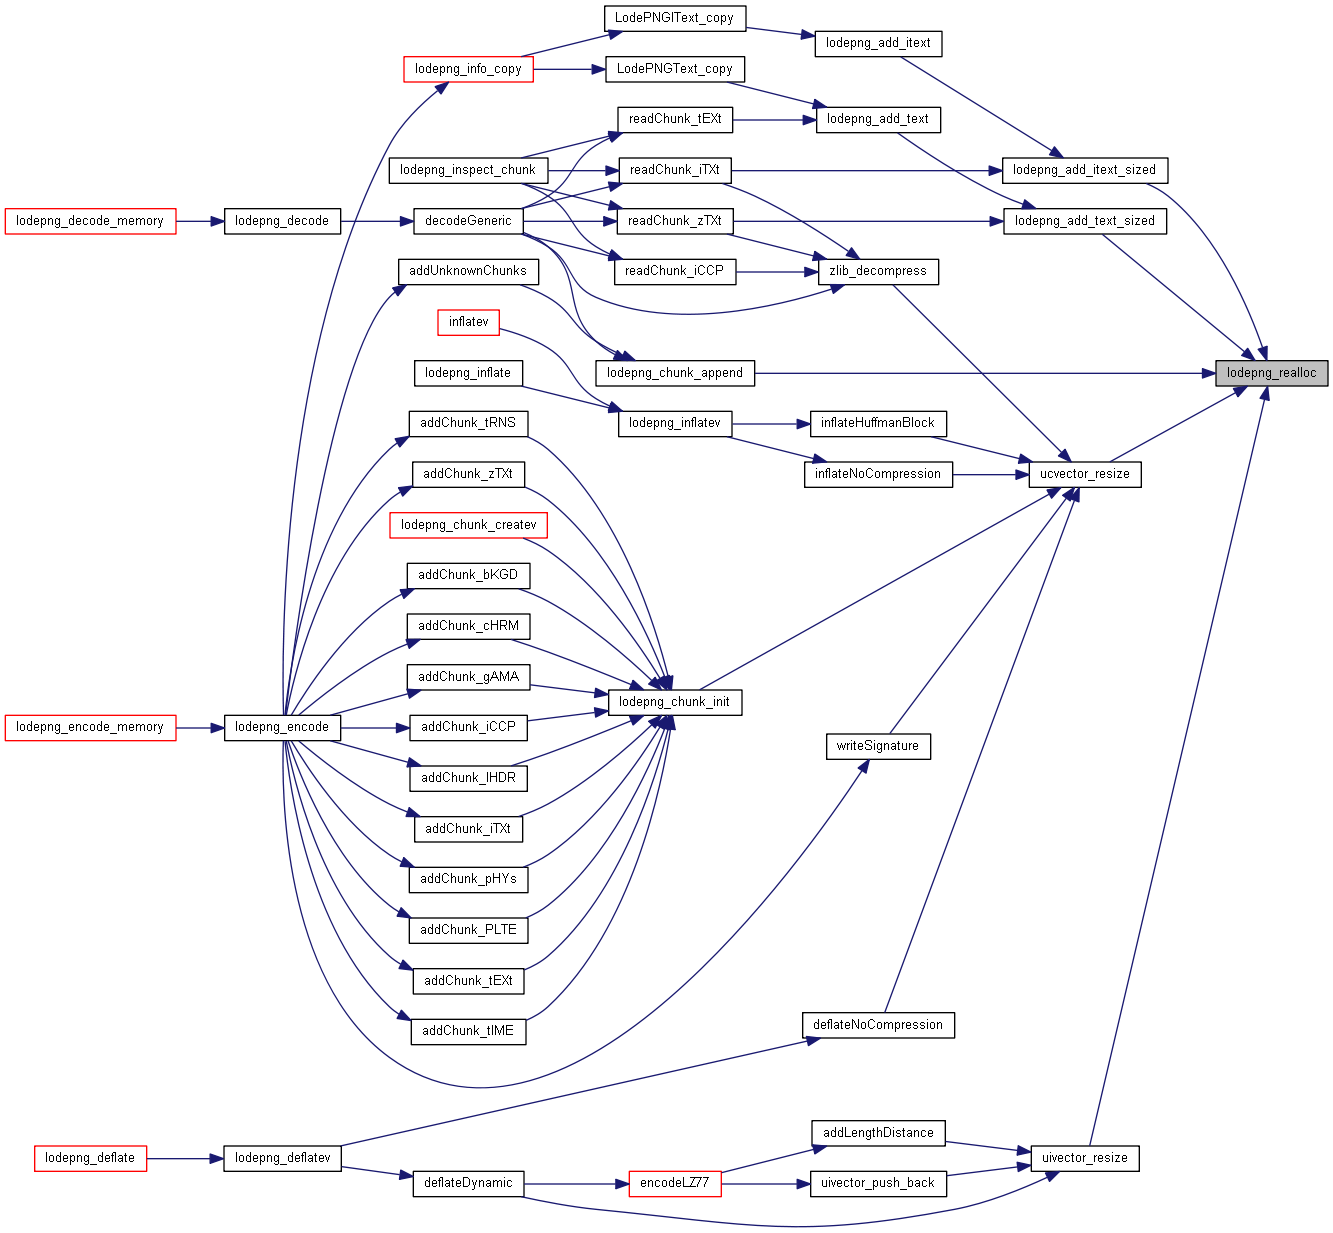 LodePNGIText_copy
lodepng_add_itext
lodepng_info_copy
LodePNGText_copy
readChunk_tEXt
lodepng_add_text
lodepng_inspect_chunk
readChunk_iTXt
lodepng_add_itext_sized
lodepng_decode_memory
lodepng_decode
decodeGeneric
readChunk_zTXt
lodepng_add_text_sized
addUnknownChunks
readChunk_iCCP
zlib_decompress
inflatev
lodepng_inflate
lodepng_chunk_append
lodepng_realloc
addChunk_tRNS
lodepng_inflatev
inflateHuffmanBlock
addChunk_zTXt
inflateNoCompression
ucvector_resize
lodepng_chunk_createv
addChunk_bKGD
addChunk_cHRM
addChunk_gAMA
lodepng_chunk_init
lodepng_encode_memory
lodepng_encode
addChunk_iCCP
writeSignature
addChunk_IHDR
addChunk_iTXt
addChunk_pHYs
addChunk_PLTE
addChunk_tEXt
addChunk_tIME
deflateNoCompression
addLengthDistance
lodepng_deflate
lodepng_deflatev
uivector_resize
deflateDynamic
encodeLZ77
uivector_push_back